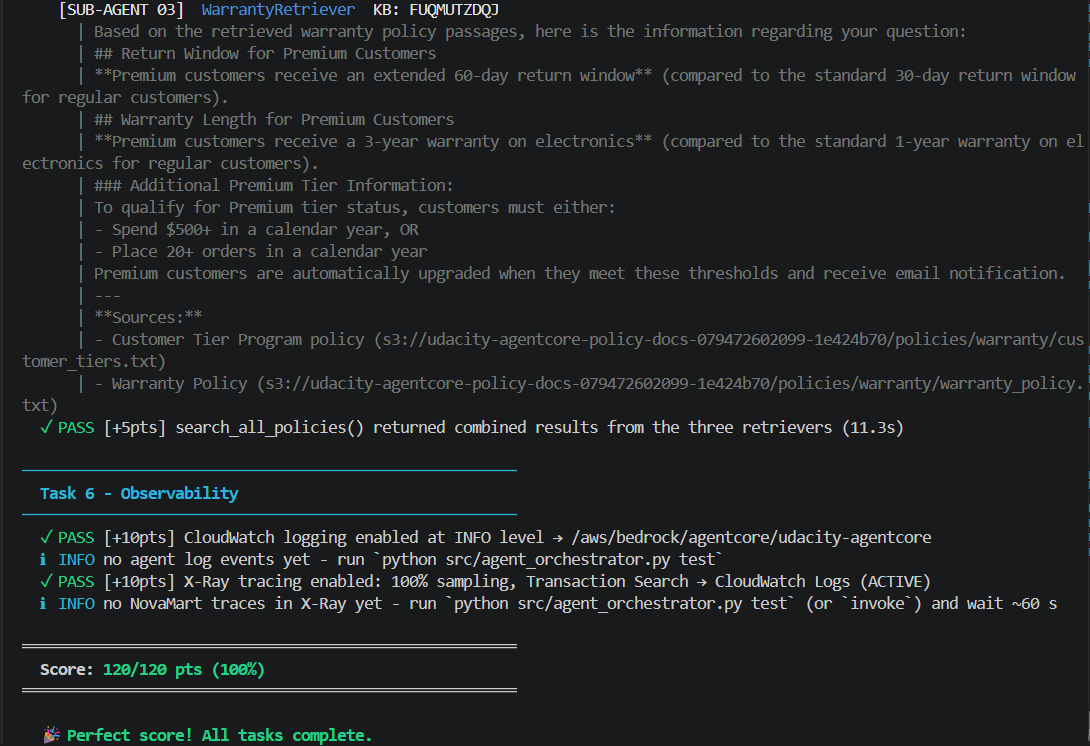 [SUB-AGENT 03]  WarrantyRetriever  KB: FUQMUTZDQJ
| Based on the retrieved warranty policy passages, here is the information regarding your question:
| ## Return Window for Premium Customers
| **Premium customers receive an extended 60-day return window** (compared to the standard 30-day return window
for regular customers).
| ## Warranty Length for Premium Customers
| **Premium customers receive a 3-year warranty on electronics** (compared to the standard 1-year warranty on el
ectronics for regular customers).
| ### Additional Premium Tier Information:
| To qualify for Premium tier status, customers must either:
| - Spend $500+ in a calendar year, OR
| - Place 20+ orders in a calendar year
| Premium customers are automatically upgraded when they meet these thresholds and receive email notification.
| ---
| **Sources:**
| - Customer Tier Program policy (s3://udacity-agentcore-policy-docs-079472602099-1e424b70/policies/warranty/cus
tomer_tiers.txt)
| - Warranty Policy (s3://udacity-agentcore-policy-docs-079472602099-1e424b70/policies/warranty/warranty_policy.
txt)
✓ PASS [+5pts] search_all_policies() returned combined results from the three retrievers (11.3s)
Task 6 - Observability
✓ PASS [+10pts] CloudWatch logging enabled at INFO level → /aws/bedrock/agentcore/udacity-agentcore
ℹ INFO no agent log events yet - run `python src/agent_orchestrator.py test`
✓ PASS [+10pts] X-Ray tracing enabled: 100% sampling, Transaction Search → CloudWatch Logs (ACTIVE)
ℹ INFO no NovaMart traces in X-Ray yet - run `python src/agent_orchestrator.py test` (or `invoke`) and wait ~60 s
Score: 120/120 pts (100%)
🎉 Perfect score! All tasks complete.